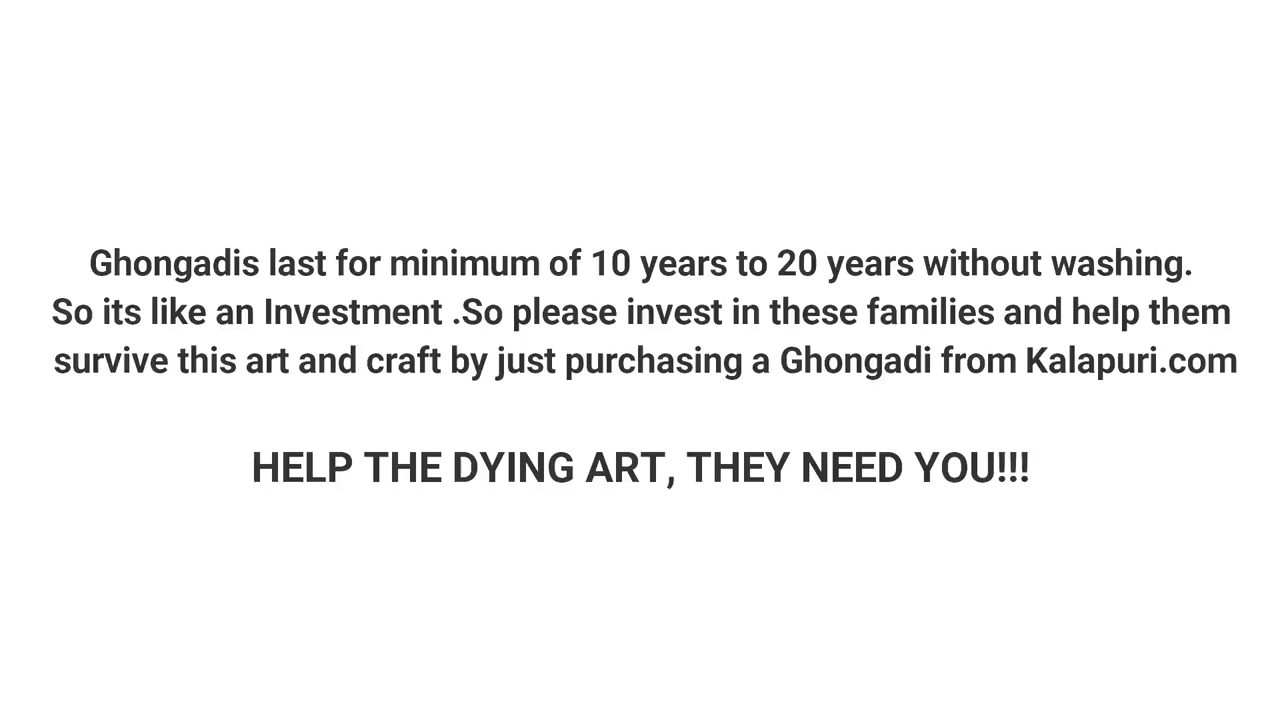 Ghongadis last for minimum of 10 years to 20 years without washing.
So its like an Investment .So please invest in these families and help them
survive this art and craft by just purchasing a Ghongadi from Kalapuri.com
HELP THE DYING ART, THEY NEED YOU!!!